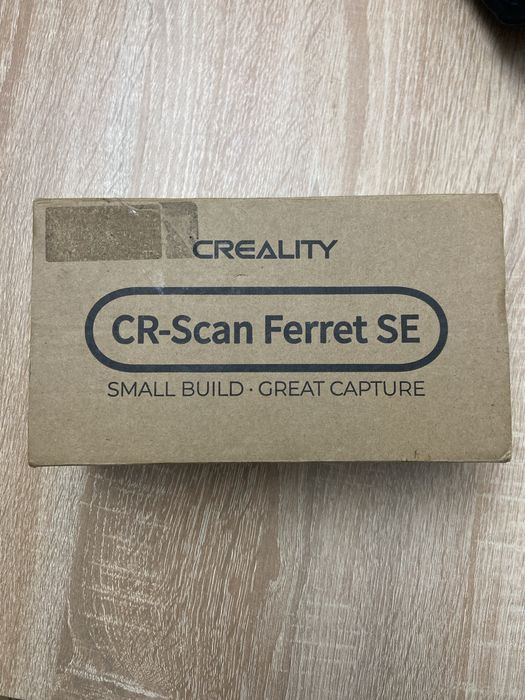 CREALITY
CR-Scan Ferret SE
SMALL BUILD · GREAT CAPTURE